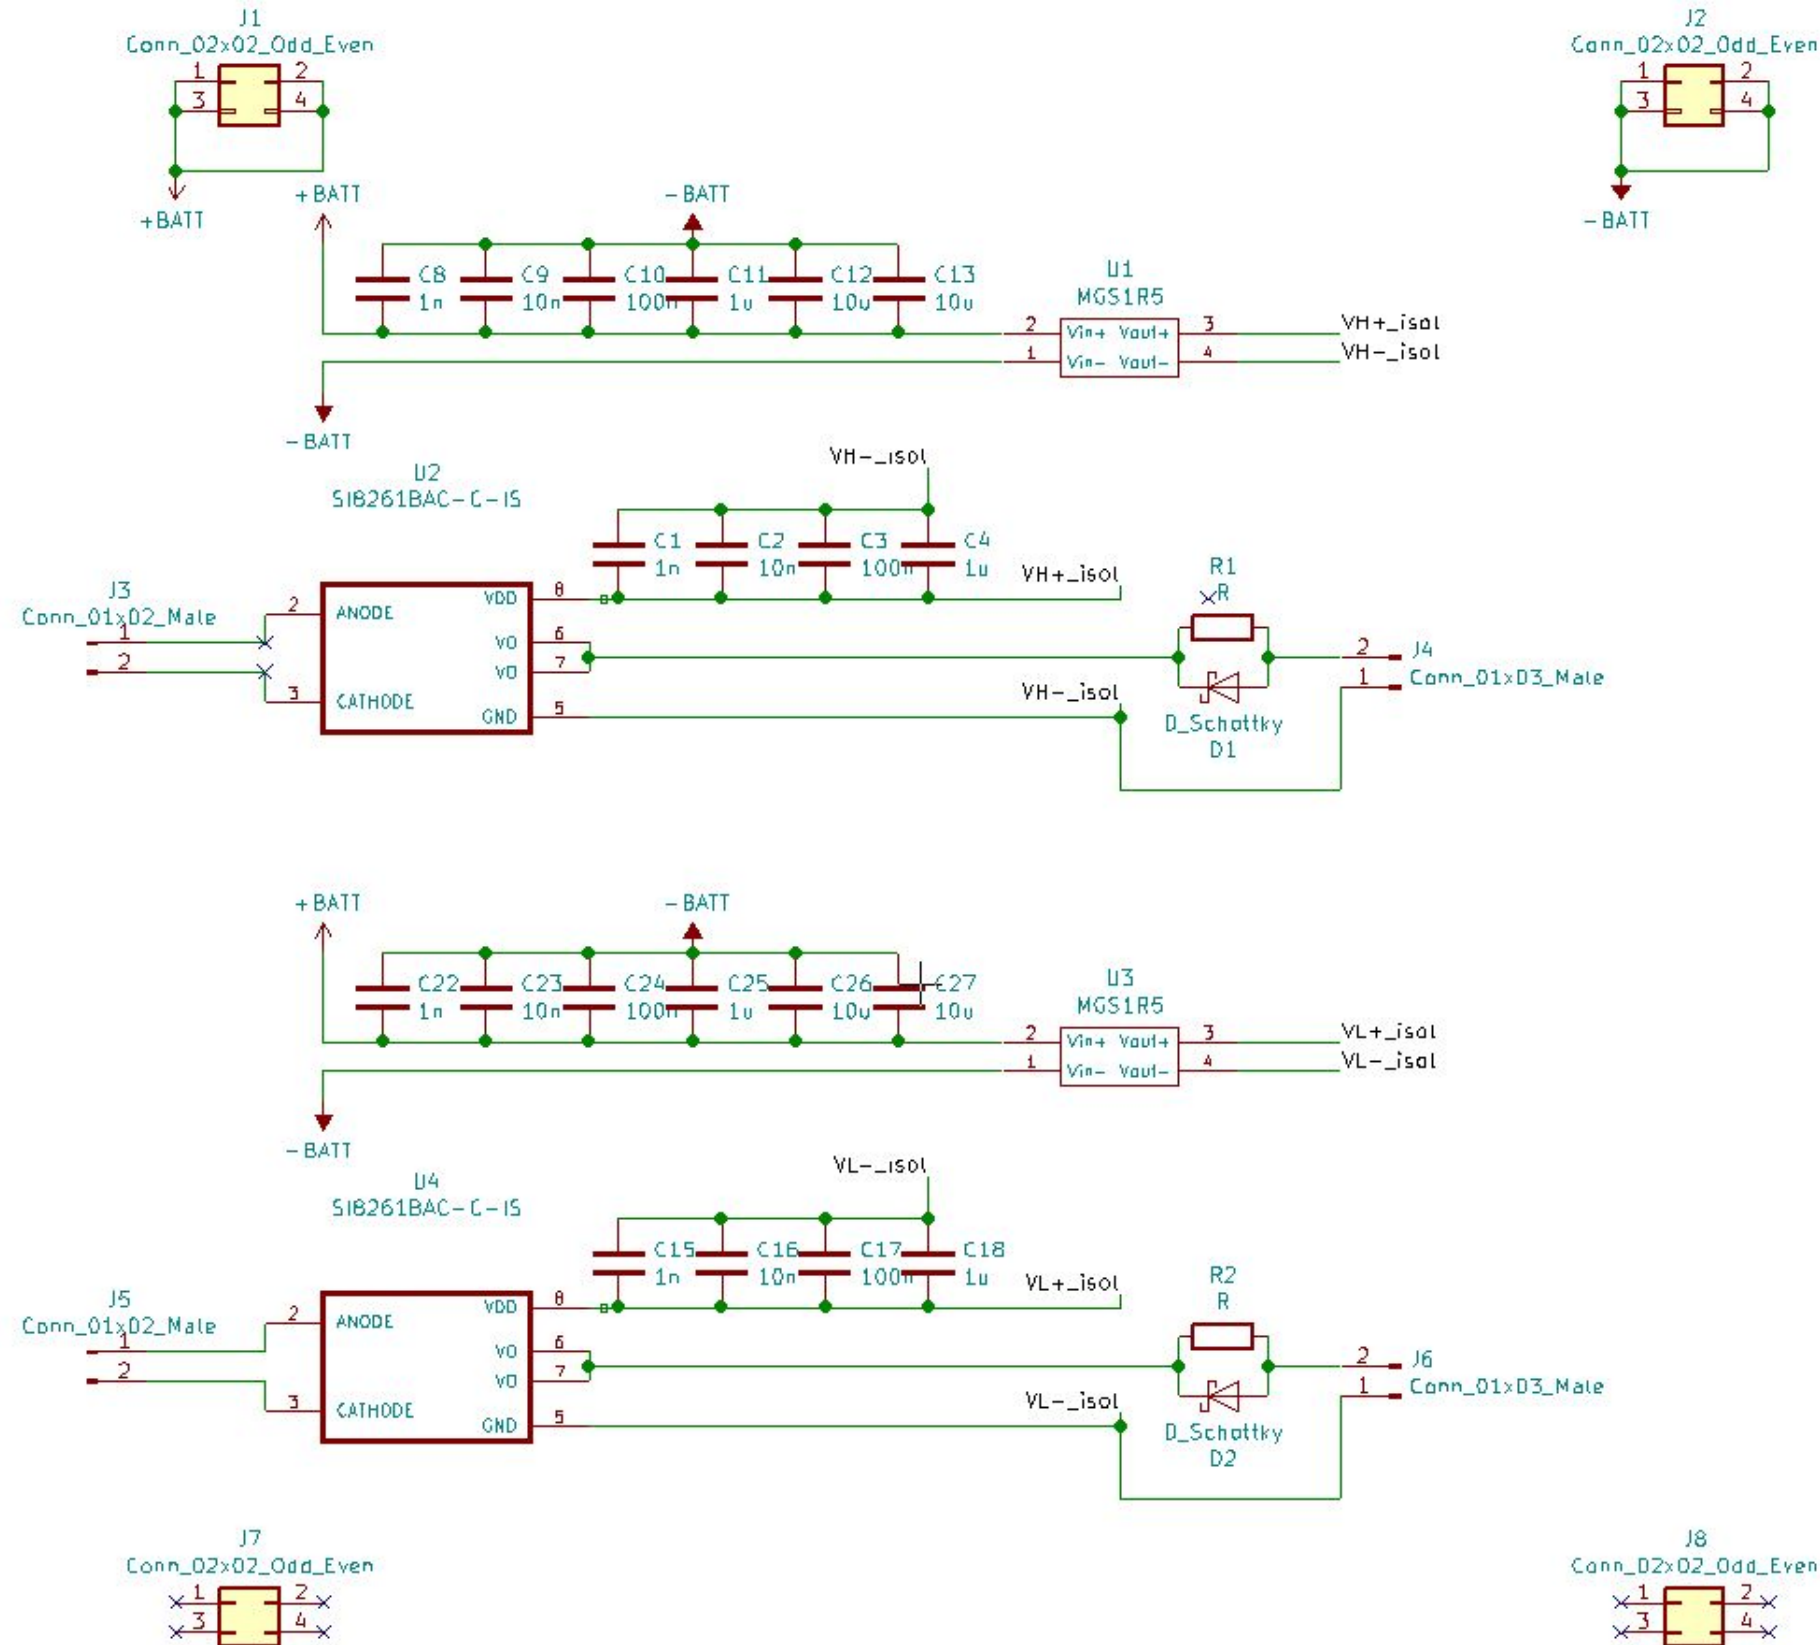 J1
Conn_02x02_Odd_Even
1 2
3 4
+BATT
J2
Conn_02x02_Odd_Even
1 2
3 4
-BATT
+BATT
-BATT
C8 C9 C10 C11 C12 C13
1n 10n 100n 1u 10u 10u
U1
MGS1R5
2 Vin+ Vout+ 3
1 Vin- Vout- 4
VH+_isol
VH-_isol
-BATT
U2
SI8261BAC-C-IS
VH-_isol
C1 C2 C3 C4
1n 10n 100n 1u
VH+_isol
J3
Conn_01x02_Male
1
2
2 ANODE
3 CATHODE
VDD 8
VO 6
VO 7
GND 5
VH-_isol
R1
R
D_Schottky
D1
2
1
J4
Conn_01x03_Male
+BATT
-BATT
C22 C23 C24 C25 C26 C27
1n 10n 100n 1u 10u 10u
U3
MGS1R5
2 Vin+ Vout+ 3
1 Vin- Vout- 4
VL+_isol
VL-_isol
-BATT
U4
SI8261BAC-C-IS
VL-_isol
C15 C16 C17 C18
1n 10n 100n 1u
VL+_isol
J5
Conn_01x02_Male
1
2
2 ANODE
3 CATHODE
VDD 8
VO 6
VO 7
GND 5
VL-_isol
R2
R
D_Schottky
D2
2
1
J6
Conn_01x03_Male
J7
Conn_02x02_Odd_Even
1 2
3 4
J8
Conn_02x02_Odd_Even
1 2
3 4